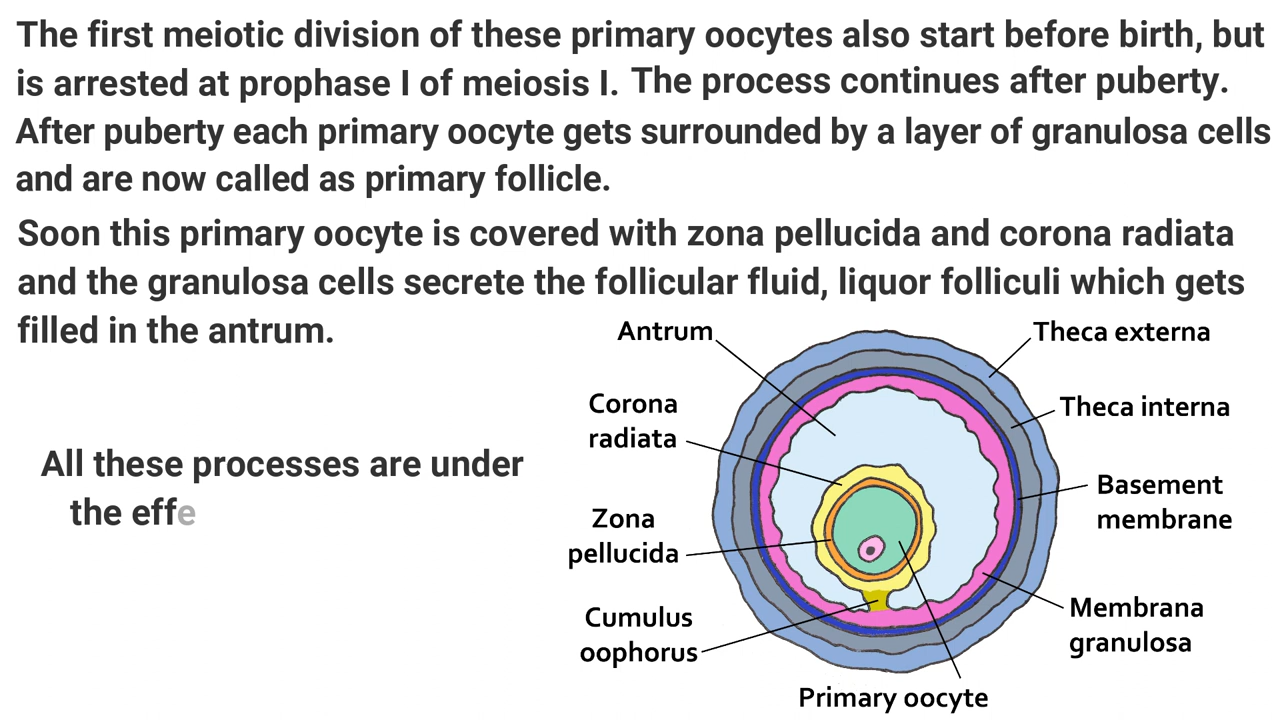 The first meiotic division of these primary oocytes also start before birth, but
is arrested at prophase I of meiosis I. The process continues after puberty.
After puberty each primary oocyte gets surrounded by a layer of granulosa cells
and are now called as primary follicle.
Soon this primary oocyte is covered with zona pellucida and corona radiata
and the granulosa cells secrete the follicular fluid, liquor folliculi which gets
filled in the antrum.
All these processes are under
the effe
Antrum
Corona
radiata
Zona
pellucida
Cumulus
oophorus
Primary oocyte
Theca externa
Theca interna
Basement
membrane
Membrana
granulosa